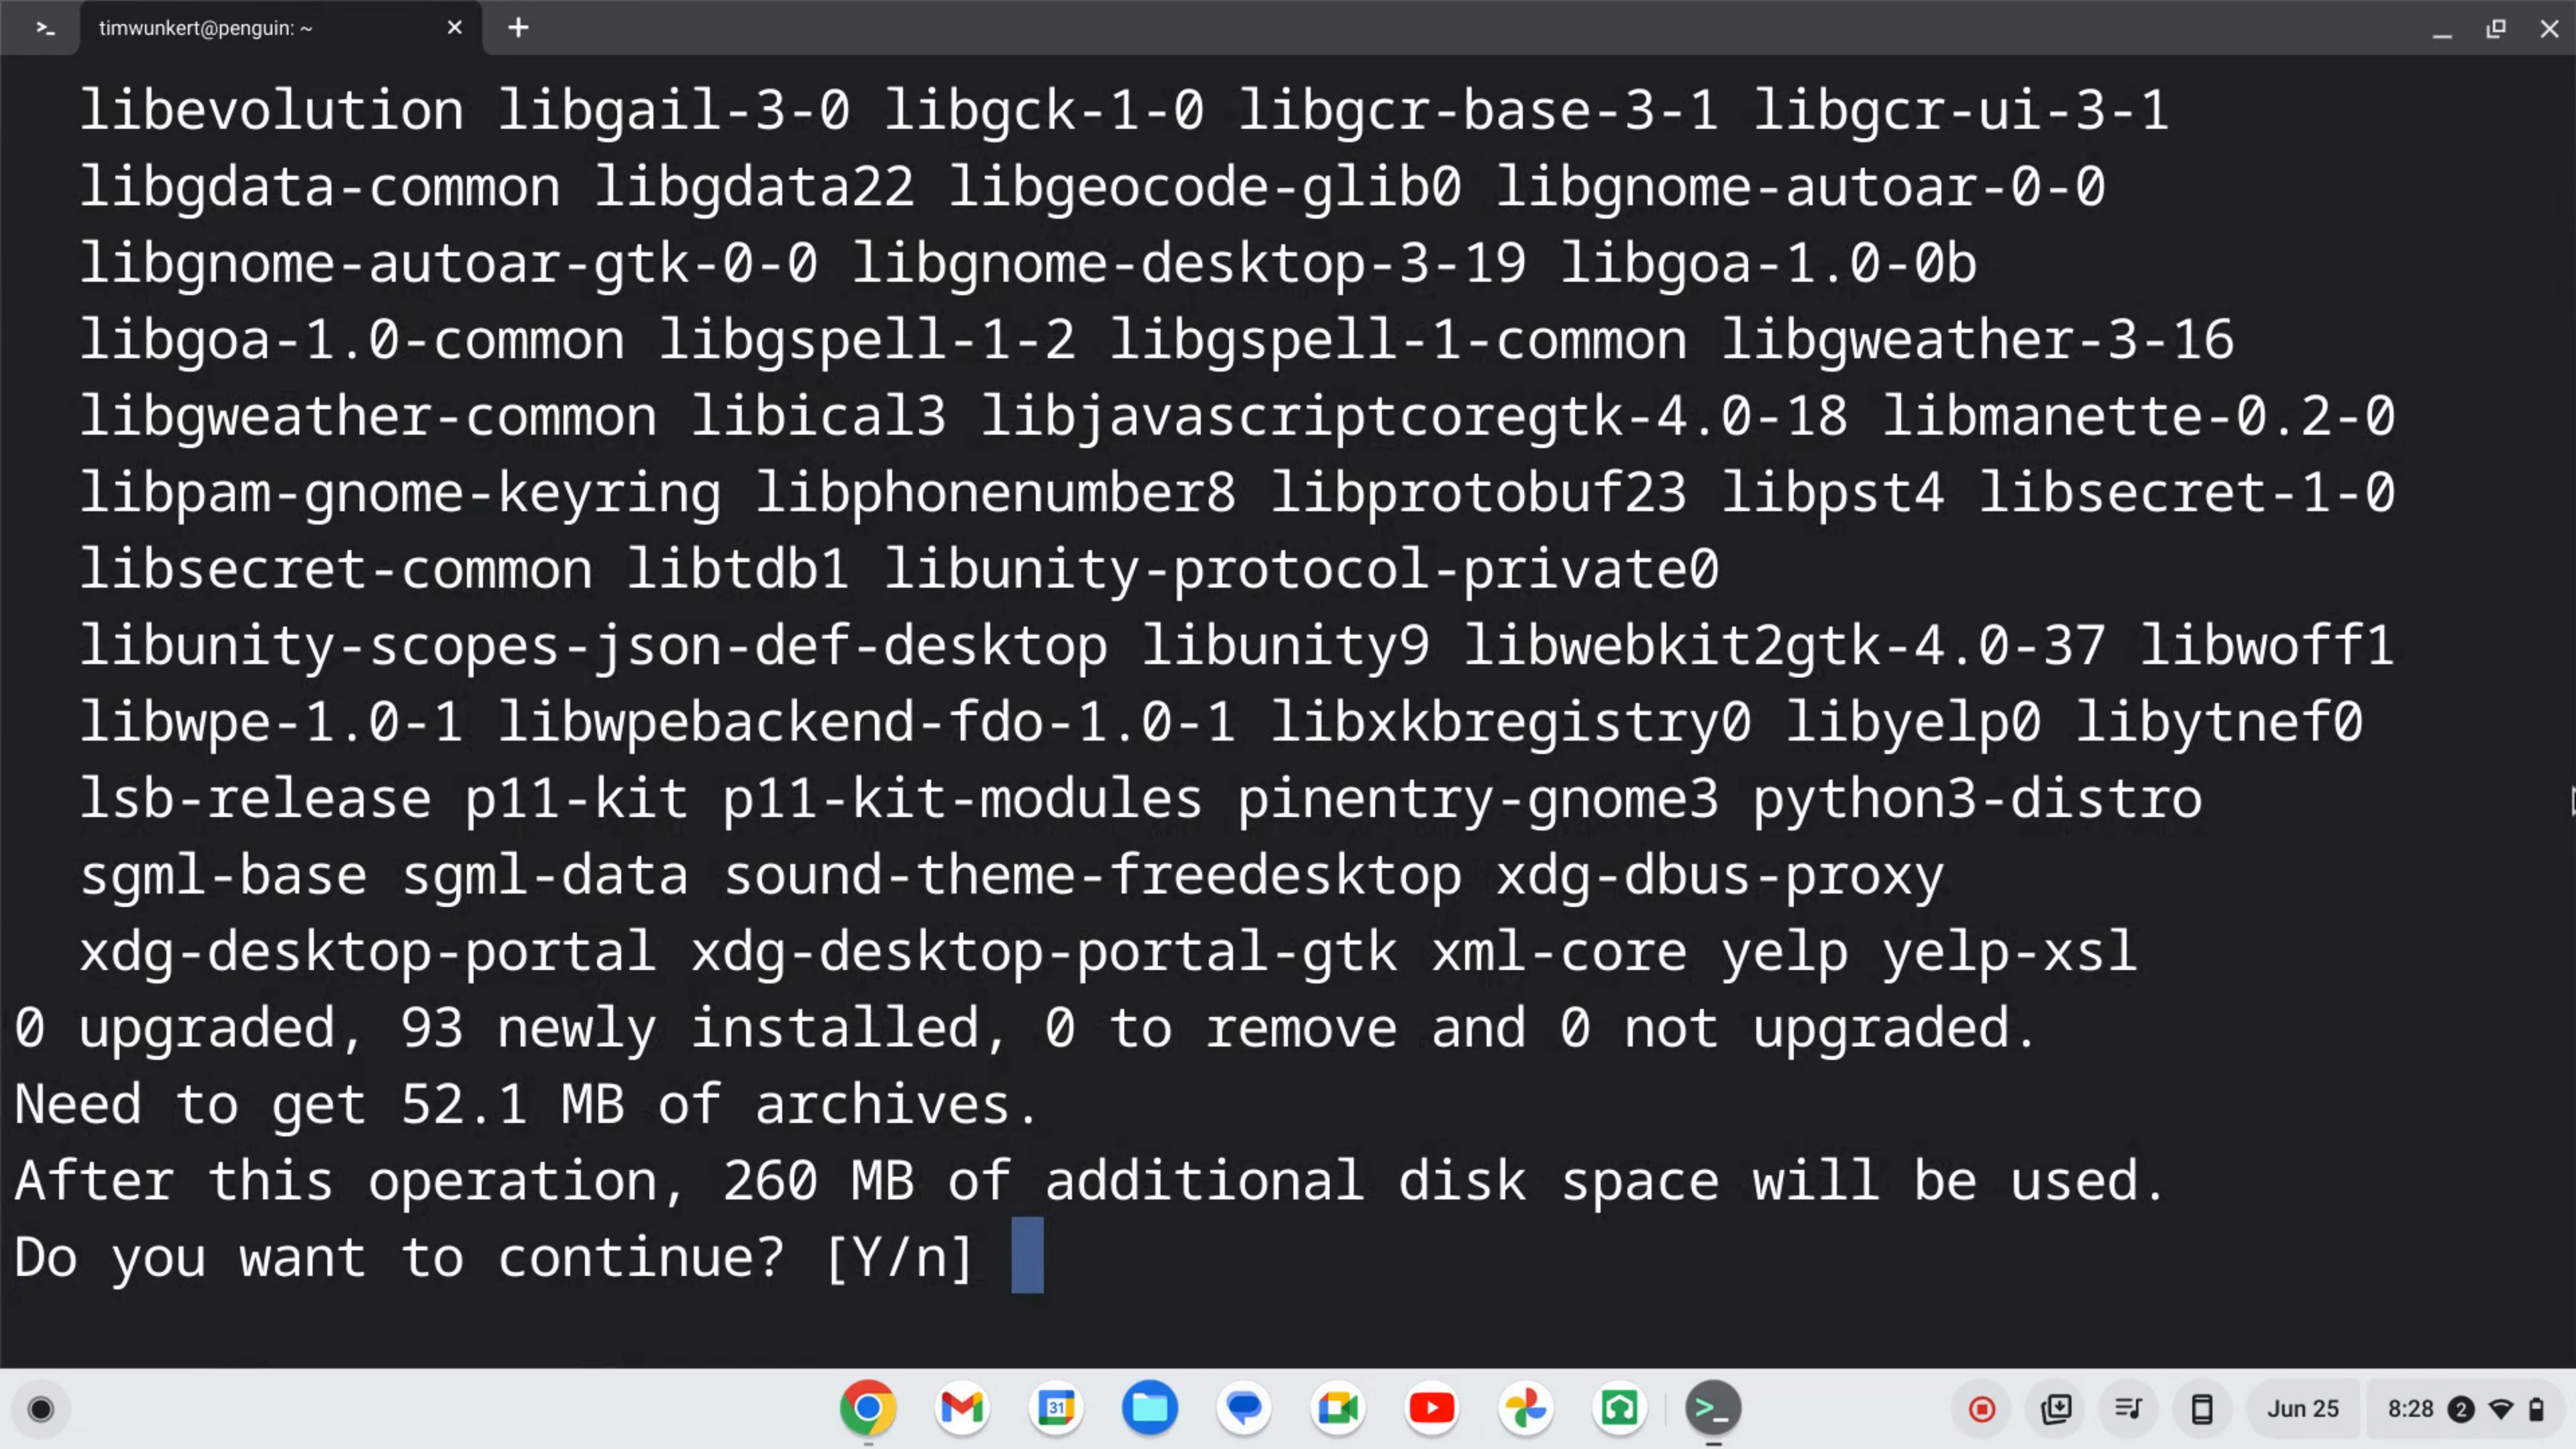 timwunkert@penguin: ~
libevolution libgail-3-0 libgck-1-0 libgcr-base-3-1 libgcr-ui-3-1
libgdata-common libgdata22 libgeocode-glib0 libgnome-autoar-0-0
libgnome-autoar-gtk-0-0 libgnome-desktop-3-19 libgoa-1.0-0b
libgoa-1.0-common libgspell-1-2 libgspell-1-common libgweather-3-16
libgweather-common libical3 libjavascriptcoregtk-4.0-18 libmanette-0.2-0
libpam-gnome-keyring libphonenumber8 libprotobuf23 libpst4 libsecret-1-0
libsecret-common libtdb1 libunity-protocol-private0
libunity-scopes-json-def-desktop libunity9 libwebkit2gtk-4.0-37 libwoff1
libwpe-1.0-1 libwpebackend-fdo-1.0-1 libxkbregistry0 libyelp0 libytnef0
lsb-release p11-kit p11-kit-modules pinentry-gnome3 python3-distro
sgml-base sgml-data sound-theme-freedesktop xdg-dbus-proxy
xdg-desktop-portal xdg-desktop-portal-gtk xml-core yelp yelp-xsl
0 upgraded, 93 newly installed, 0 to remove and 0 not upgraded.
Need to get 52.1 MB of archives.
After this operation, 260 MB of additional disk space will be used.
Do you want to continue? [Y/n]
31
Jun 25 8:28 2